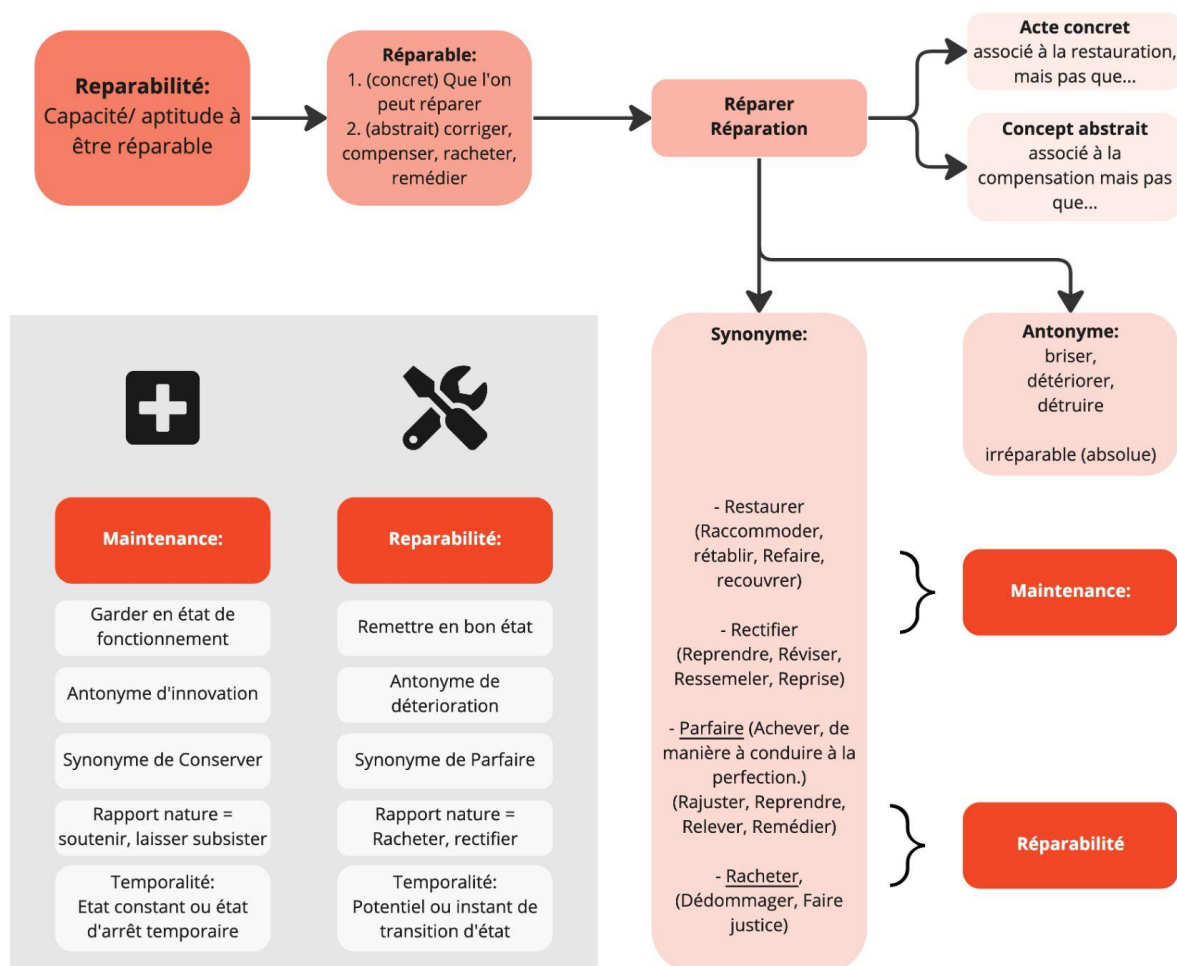 Reparabilité:
Capacité/ aptitude à
être réparable
Réparable:
1. (concret) Que l'on
peut réparer
2. (abstrait) corriger,
compenser, racheter,
remédier
Réparer
Réparation
Acte concret
associé à la restauration,
mais pas que...
Concept abstrait
associé à la
compensation mais pas
que...
Synonyme:
- Restaurer
(Raccommoder,
rétablir, Refaire,
recouvrer)
- Rectifier
(Reprendre, Réviser,
Ressemeler, Reprise)
- Parfaire (Achever, de
manière à conduire à la
perfection.)
(Rajuster, Reprendre,
Relever, Remédier)
- Racheter,
(Dédommager, Faire
justice)
Antonyme:
briser,
détériorer,
détruire
irréparable (absolue)
Maintenance:
Réparabilité
Maintenance:
Garder en état de
fonctionnement
Antonyme d'innovation
Synonyme de Conserver
Rapport nature =
soutenir, laisser subsister
Temporalité:
Etat constant ou état
d'arrêt temporaire
Reparabilité:
Remettre en bon état
Antonyme de
déterioration
Synonyme de Parfaire
Rapport nature =
Racheter, rectifier
Temporalité:
Potentiel ou instant de
transition d'état